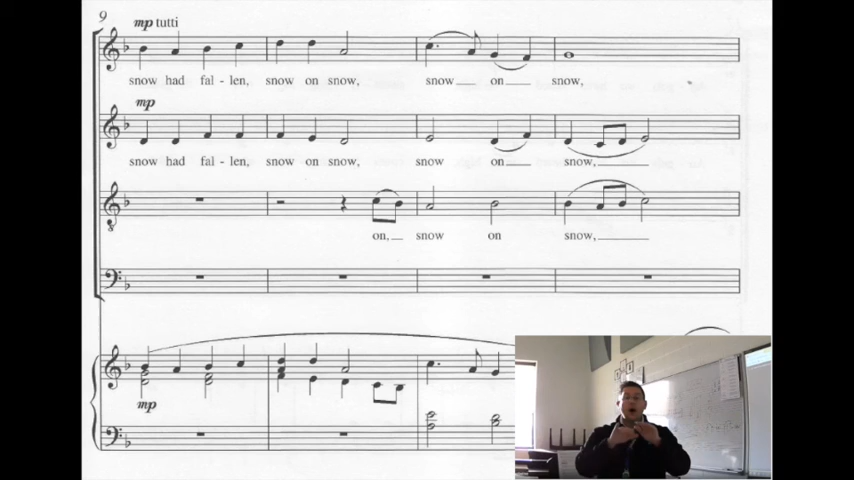 9
mp tutti
snow had fal - len, snow on snow, snow on snow,
mp
snow had fal - len, snow on snow, snow on snow,
8
on, snow on snow,
mp